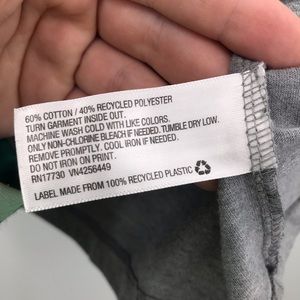 60% COTTON / 40% RECYCLED POLYESTER
TURN GARMENT INSIDE OUT.
MACHINE WASH COLD WITH LIKE COLORS.
ONLY NON-CHLORINE BLEACH IF NEEDED. TUMBLE DRY LOW.
REMOVE PROMPTLY. COOL IRON IF NEEDED.
DO NOT IRON ON PRINT.
RN17730 VN4256449
LABEL MADE FROM 100% RECYCLED PLASTIC